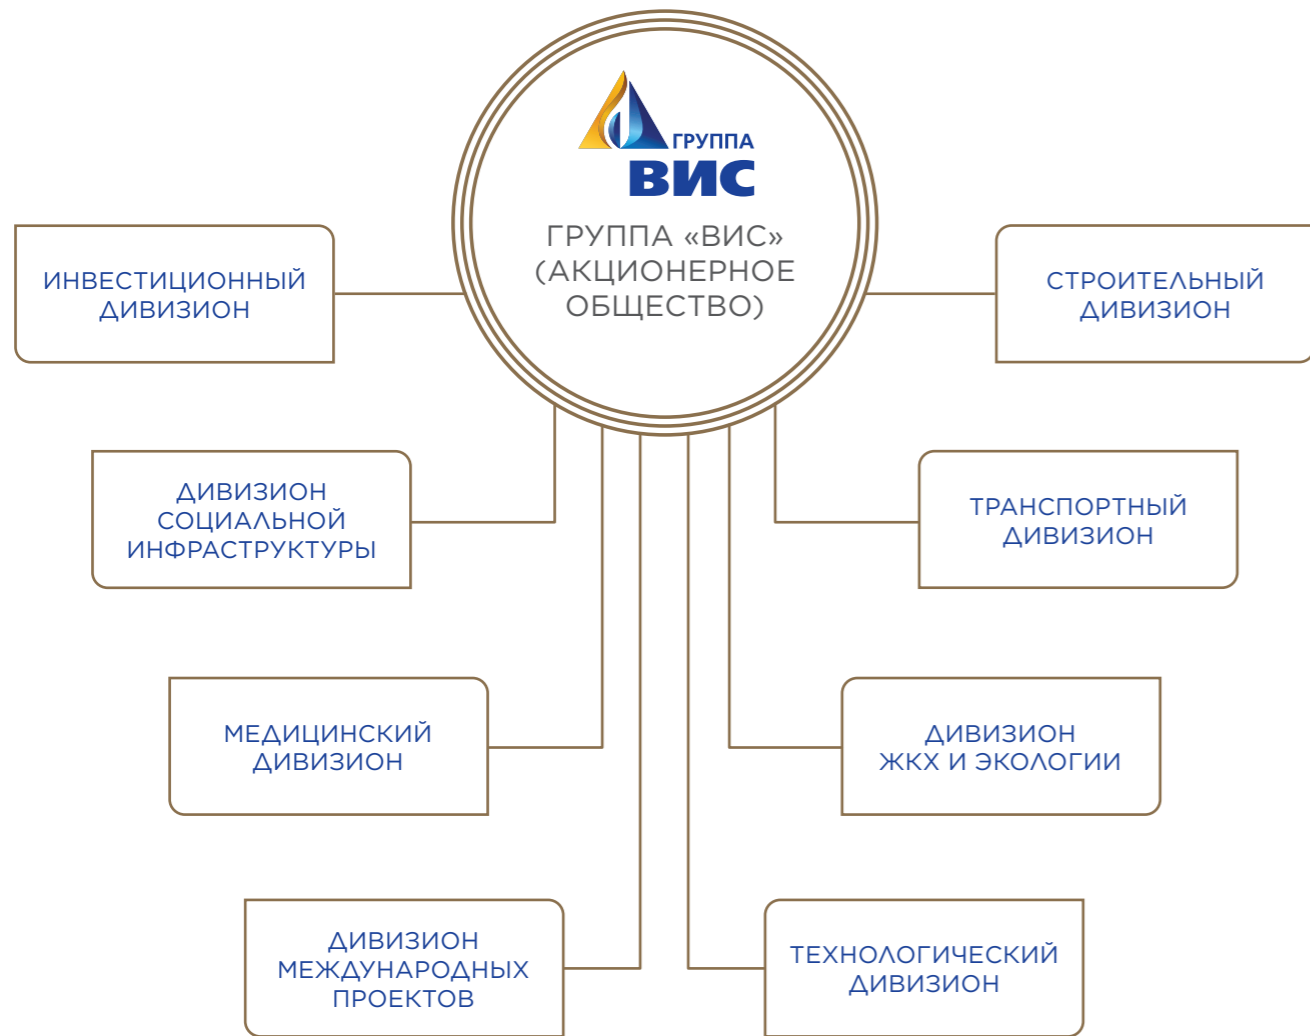 ГРУППА
ВИС
ГРУППА «ВИС»
(АКЦИОНЕРНОЕ
ОБЩЕСТВО)
ИНВЕСТИЦИОННЫЙ
ДИВИЗИОН
СТРОИТЕЛЬНЫЙ
ДИВИЗИОН
ДИВИЗИОН
СОЦИАЛЬНОЙ
ИНФРАСТРУКТУРЫ
ТРАНСПОРТНЫЙ
ДИВИЗИОН
МЕДИЦИНСКИЙ
ДИВИЗИОН
ДИВИЗИОН
ЖКХ И ЭКОЛОГИИ
ДИВИЗИОН
МЕЖДУНАРОДНЫХ
ПРОЕКТОВ
ТЕХНОЛОГИЧЕСКИЙ
ДИВИЗИОН